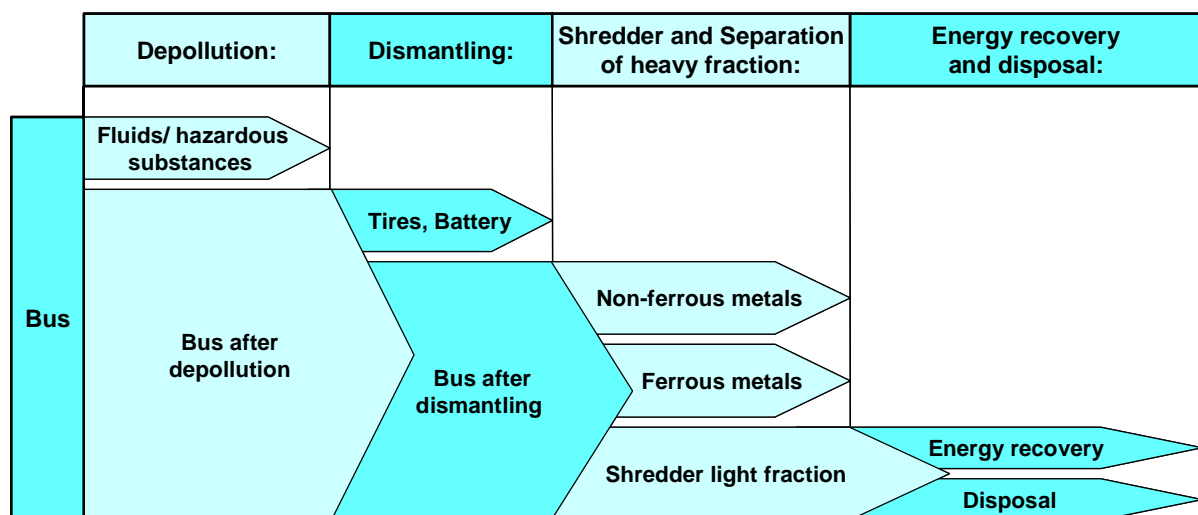 Depollution:
Dismantling:
Shredder and Separation
of heavy fraction:
Energy recovery
and disposal:
Fluids/ hazardous
substances
Tires, Battery
Non-ferrous metals
Bus
Bus after
depollution
Bus after
dismantling
Ferrous metals
Energy recovery
Shredder light fraction
Disposal